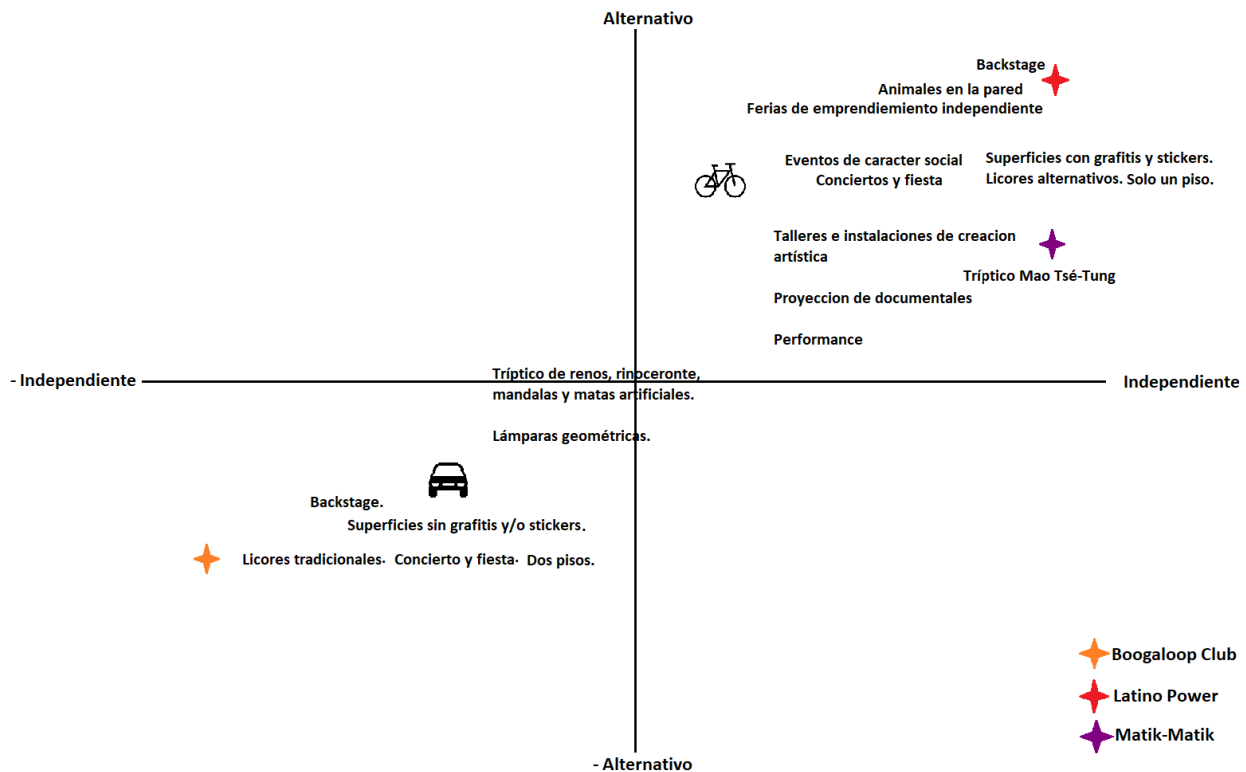 Alternativo
Backstage
Animales en la pared
Ferias de emprendiemiento independiente
Eventos de caracter social
Conciertos y fiesta
Superficies con grafitis y stickers.
Licores alternativos. Solo un piso.
Talleres e instalaciones de creacion
artística
Tríptico Mao Tsé-Tung
Proyeccion de documentales
Performance
- Independiente
Tríptico de renos, rinoceronte,
mandalas y matas artificiales.
Independiente
Lámparas geométricas.
Backstage.
Superficies sin grafitis y/o stickers.
Licores tradicionales. Concierto y fiesta. Dos pisos.
Boogaloop Club
Latino Power
Matik-Matik
- Alternativo